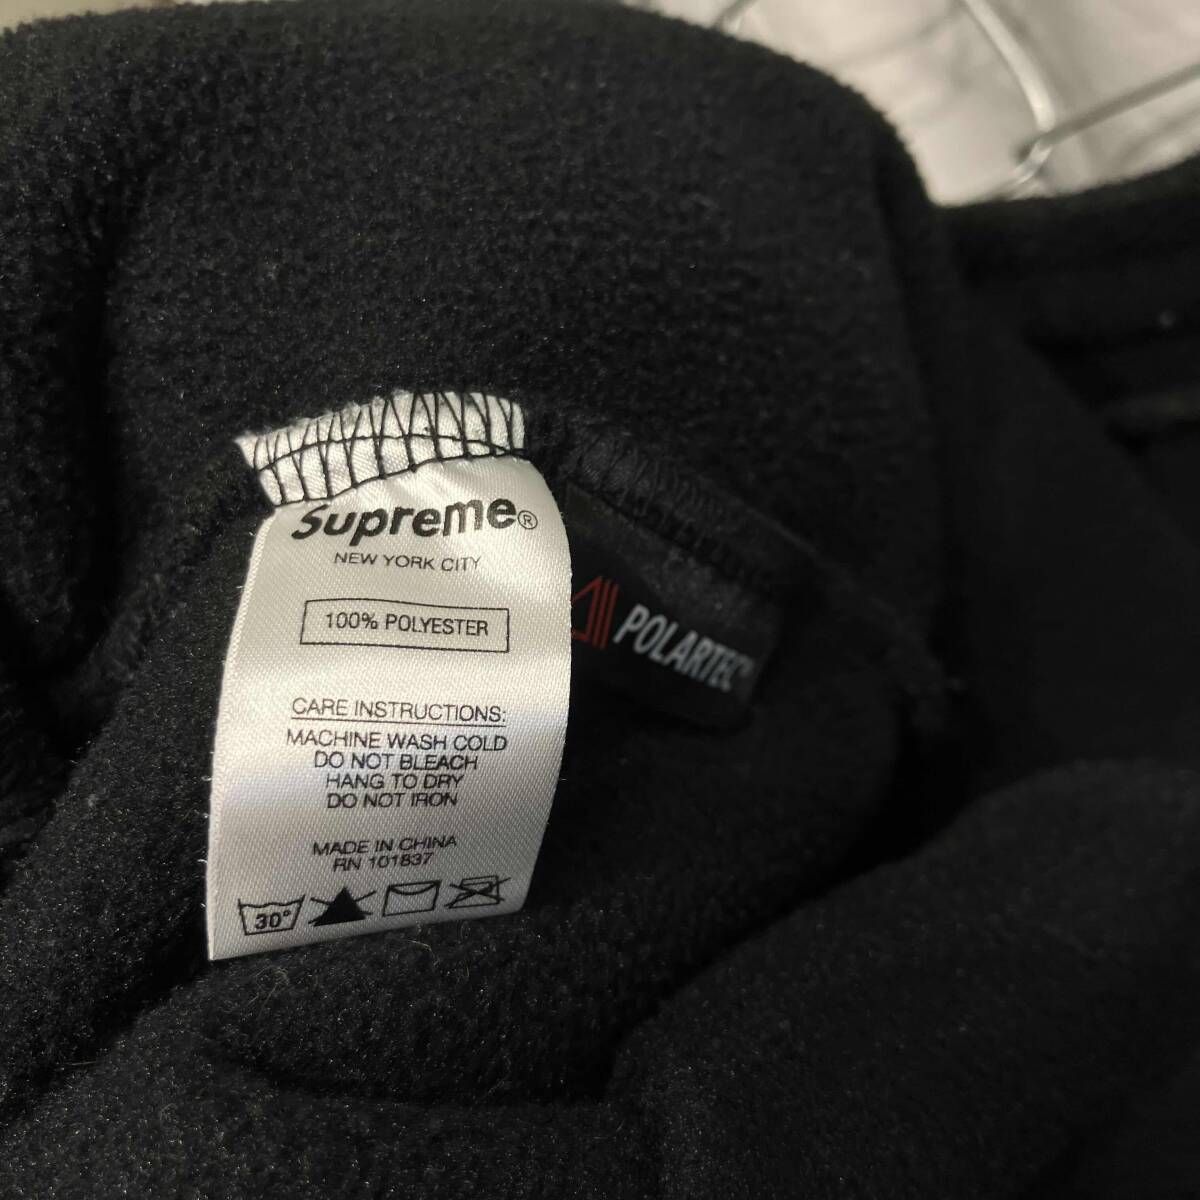 Supreme®
NEW YORK CITY
100% POLYESTER
CARE INSTRUCTIONS:
MACHINE WASH COLD
DO NOT BLEACH
HANG TO DRY
DO NOT IRON
MADE IN CHINA
RN 101837
30°
POLARTEC®